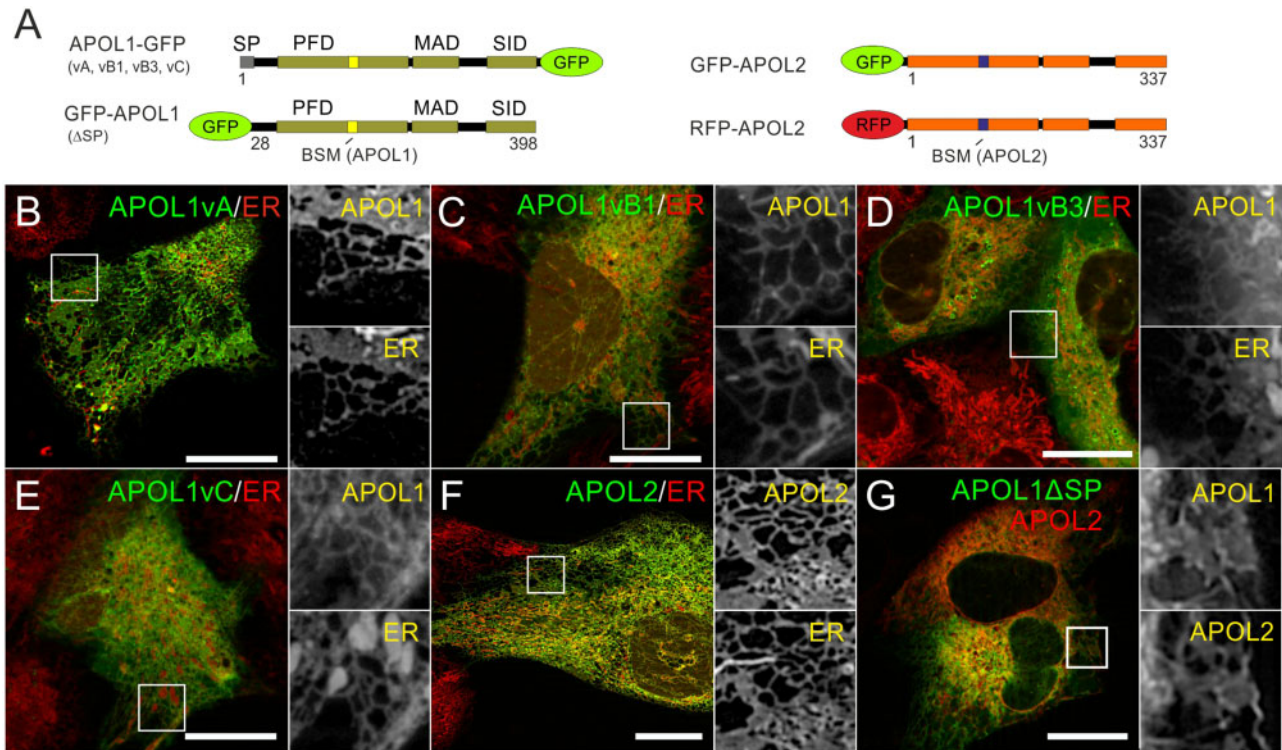 A
APOL1-GFP
(vA, vB1, vB3, vC)
SP PFD MAD SID
GFP
1
GFP-APOL1
(ΔSP)
GFP
PFD MAD
28
398
BSM (APOL1)
GFP-APOL2
GFP
1
337
RFP-APOL2
RFP
1
337
BSM (APOL2)
B
APOL1vA/ER
APOL1
ER
C
APOL1vB1/ER
APOL1
ER
D
APOL1vB3/ER
APOL1
ER
E
APOL1vC/ER
APOL1
ER
F
APOL2/ER
APOL2
ER
G
APOL1ΔSP
APOL2
APOL1
APOL2